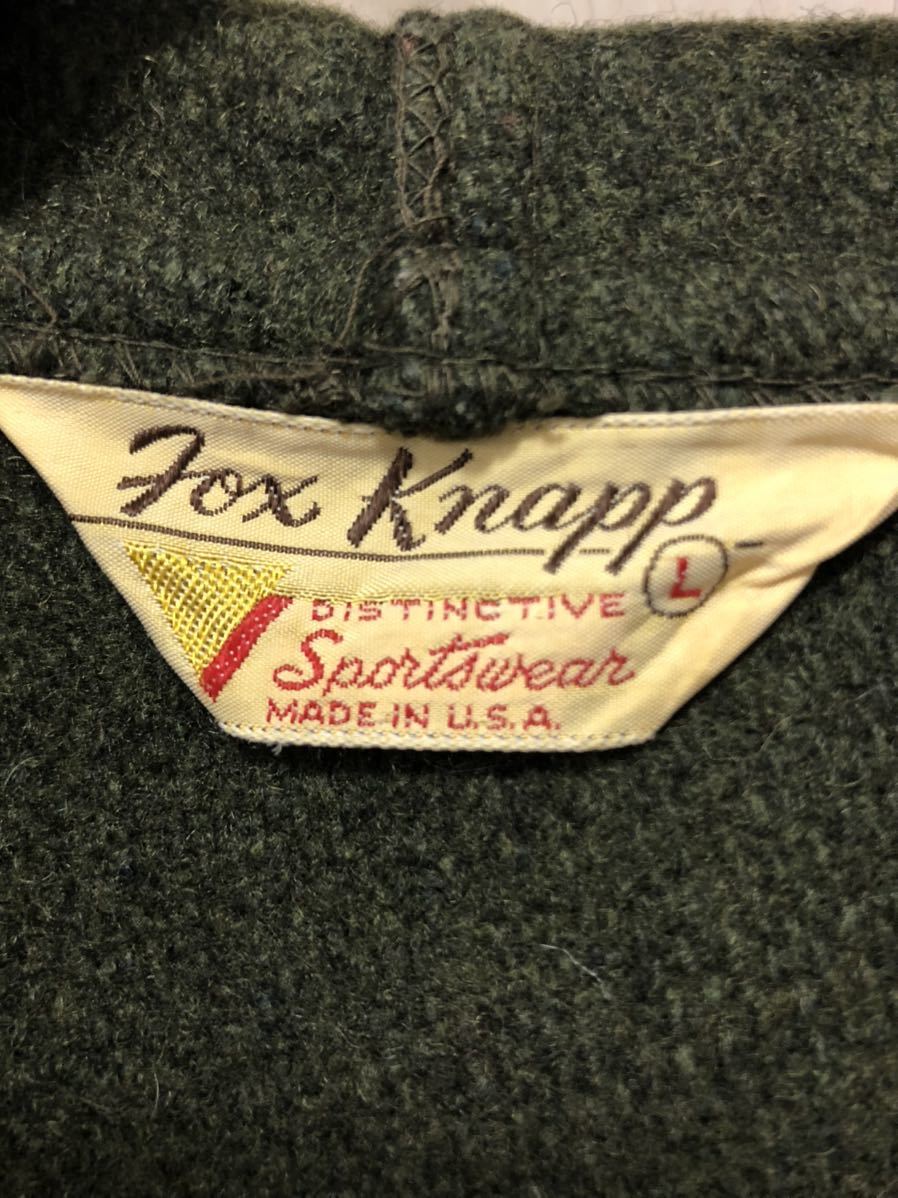 Fox Knapp
L
DISTINCTIVE
Sportswear
MADE IN U.S.A.